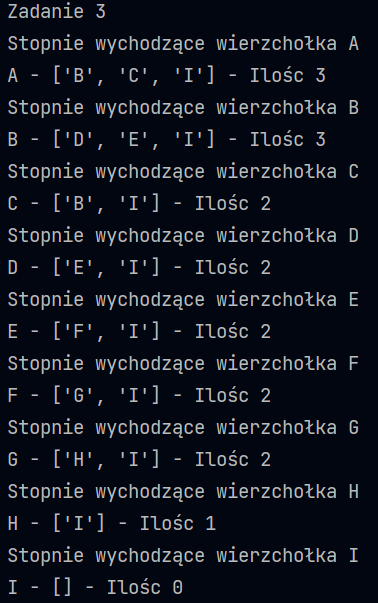 Zadanie 3
Stopnie wychodzące wierzchołka A
A - ['B', 'C', 'I'] - Ilośc 3
Stopnie wychodzące wierzchołka B
B - ['D', 'E', 'I'] - Ilośc 3
Stopnie wychodzące wierzchołka C
C - ['B', 'I'] - Ilośc 2
Stopnie wychodzące wierzchołka D
D - ['E', 'I'] - Ilośc 2
Stopnie wychodzące wierzchołka E
E - ['F', 'I'] - Ilośc 2
Stopnie wychodzące wierzchołka F
F - ['G', 'I'] - Ilośc 2
Stopnie wychodzące wierzchołka G
G - ['H', 'I'] - Ilośc 2
Stopnie wychodzące wierzchołka H
H - ['I'] - Ilośc 1
Stopnie wychodzące wierzchołka I
I - [] - Ilośc 0